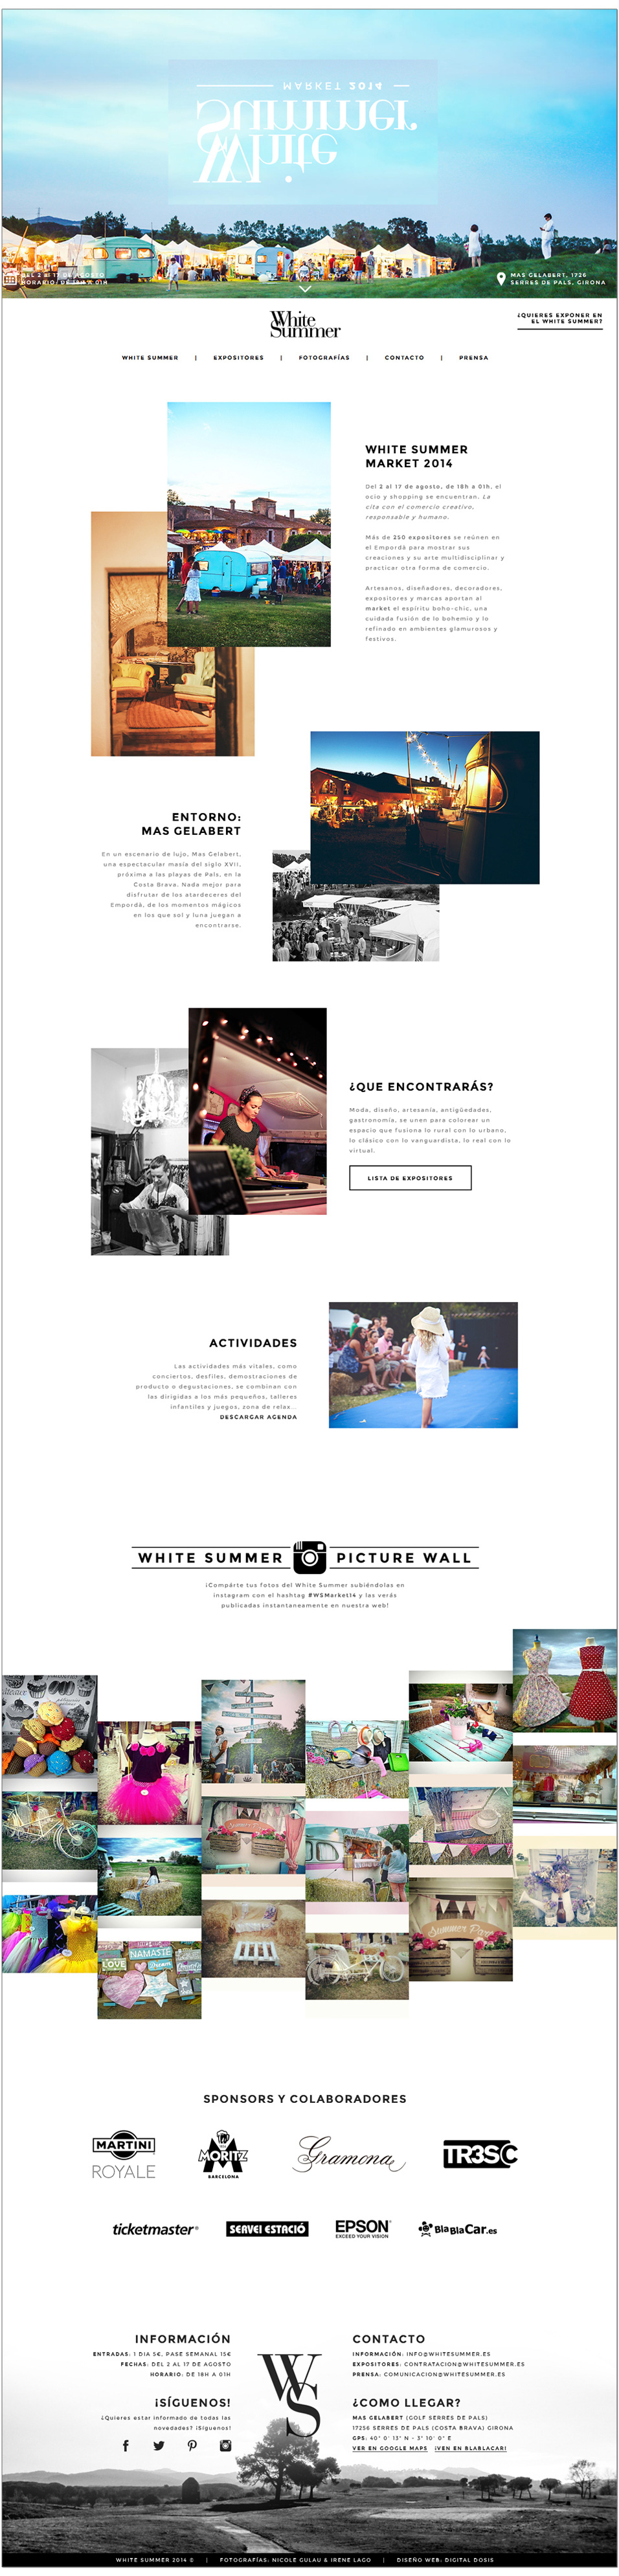 White
Summer
MARKET 2014
DEL 2 al 17 DE AGOSTO
HORARIO: DE 18H A 01H
MAS GELABERT, 1726
SERRES DE PALS, GIRONA
White
Summer
¿QUIERES EXPONER EN
EL WHITE SUMMER?
WHITE SUMMER | EXPOSITORES | FOTOGRAFÍAS | CONTACTO | PRENSA
WHITE SUMMER
MARKET 2014
Del 2 al 17 de agosto, de 18h a 01h, el
ocio y shopping se encuentran. La
cita con el comercio creativo,
responsable y humano.
Más de 250 expositores se reúnen en
el Empordà para mostrar sus
creaciones y su arte multidisciplinar y
practicar otra forma de comercio.
Artesanos, diseñadores, decoradores,
expositores y marcas aportan al
market el espíritu boho-chic, una
cuidada fusión de lo bohemio y lo
refinado en ambientes glamurosos y
festivos.
ENTORNO:
MAS GELABERT
En un escenario de lujo, Mas Gelabert,
una espectacular masía del siglo XVII,
próxima a las playas de Pals, en la
Costa Brava. Nada mejor para
disfrutar de los atardeceres del
Empordà, de los momentos mágicos
en los que sol y luna juegan a
encontrarse.
¿QUE ENCONTRARÁS?
Moda, diseño, artesanía, antigüedades,
gastronomía, se unen para colorear un
espacio que fusiona lo rural con lo urbano,
lo clásico con lo vanguardista, lo real con lo
virtual.
LISTA DE EXPOSITORES
ACTIVIDADES
Las actividades más vitales, como
conciertos, desfiles, demostraciones de
producto o degustaciones, se combinan con
las dirigidas a los más pequeños, talleres
infantiles y juegos, zona de relax...
DESCARGAR AGENDA
WHITE SUMMER PICTURE WALL
¡Compárte tus fotos del White Summer subiéndolas en
instagram con el hashtag #WSMarket14 y las verás
publicadas instantaneamente en nuestra web!
NAMASTE
LOVE
Dream
Summer Party
SPONSORS Y COLABORADORES
MARTINI
ROYALE
MORITZ
BARCELONA
Gramona
TR3SC
ticketmaster®
SERVEI ESTACIÓ
EPSON®
EXCEED YOUR VISION
BlaBlaCar.es
INFORMACIÓN
ENTRADAS: 1 DIA 5€, PASE SEMANAL 15€
FECHAS: DEL 2 AL 17 DE AGOSTO
HORARIO: DE 18H A 01H
¡SÍGUENOS!
¿Quieres estar informado de todas las
novedades? ¡Síguenos!
WS
CONTACTO
INFORMACIÓN: INFO@WHITESUMMER.ES
EXPOSITORES: CONTRATACION@WHITESUMMER.ES
PRENSA: COMUNICACION@WHITESUMMER.ES
¿COMO LLEGAR?
MAS GELABERT (GOLF SERRES DE PALS)
17256 SERRES DE PALS (COSTA BRAVA) GIRONA
GPS: 40° 0' 13" N - 3° 10' 0" E
VER EN GOOGLE MAPS ¡VEN EN BLABLACAR!
WHITE SUMMER 2014 © | FOTOGRAFÍAS: NICOLE GULAU & IRENE LAGO | DISEÑO WEB: DIGITAL DOSIS